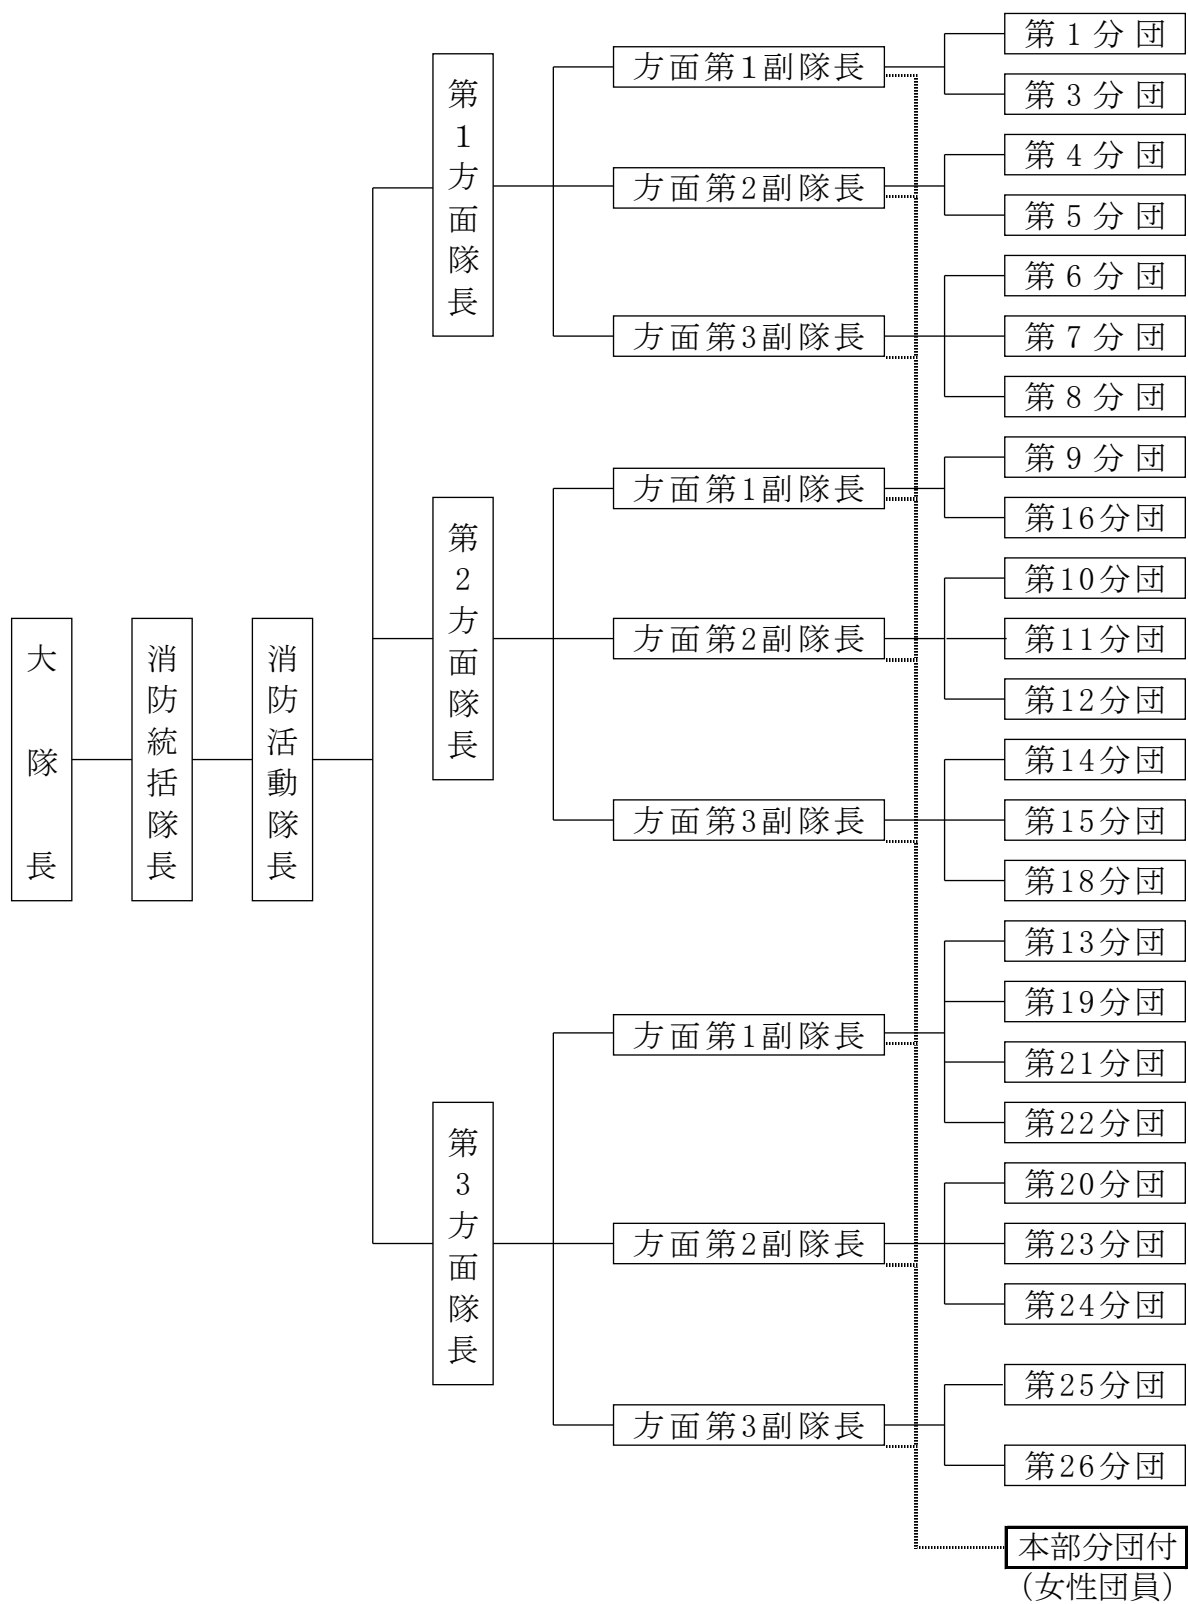 大隊長
消防統括隊長
消防活動隊長
第1方面隊長
方面第1副隊長
第1分団
第3分団
方面第2副隊長
第4分団
第5分団
方面第3副隊長
第6分団
第7分団
第8分団
第2方面隊長
方面第1副隊長
第9分団
第16分団
方面第2副隊長
第10分団
第11分団
第12分団
方面第3副隊長
第14分団
第15分団
第18分団
第3方面隊長
方面第1副隊長
第13分団
第19分団
第21分団
第22分団
方面第2副隊長
第20分団
第23分団
第24分団
方面第3副隊長
第25分団
第26分団
本部分団付
（女性団員）